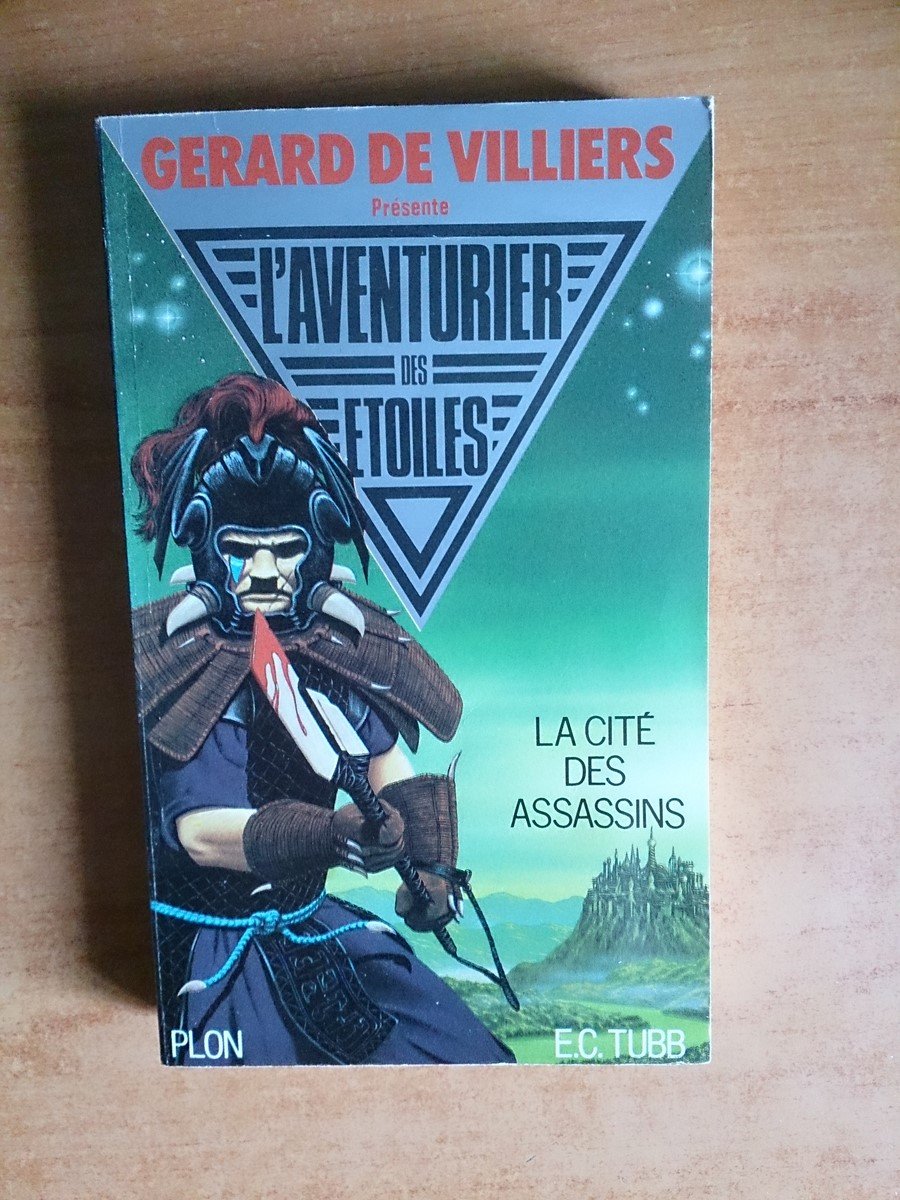 GERARD DE VILLIERS
Présente
L'AVENTURIER
DES
ETOILES
LA CITÉ
DES
ASSASSINS
PLON
E.C. TUBB